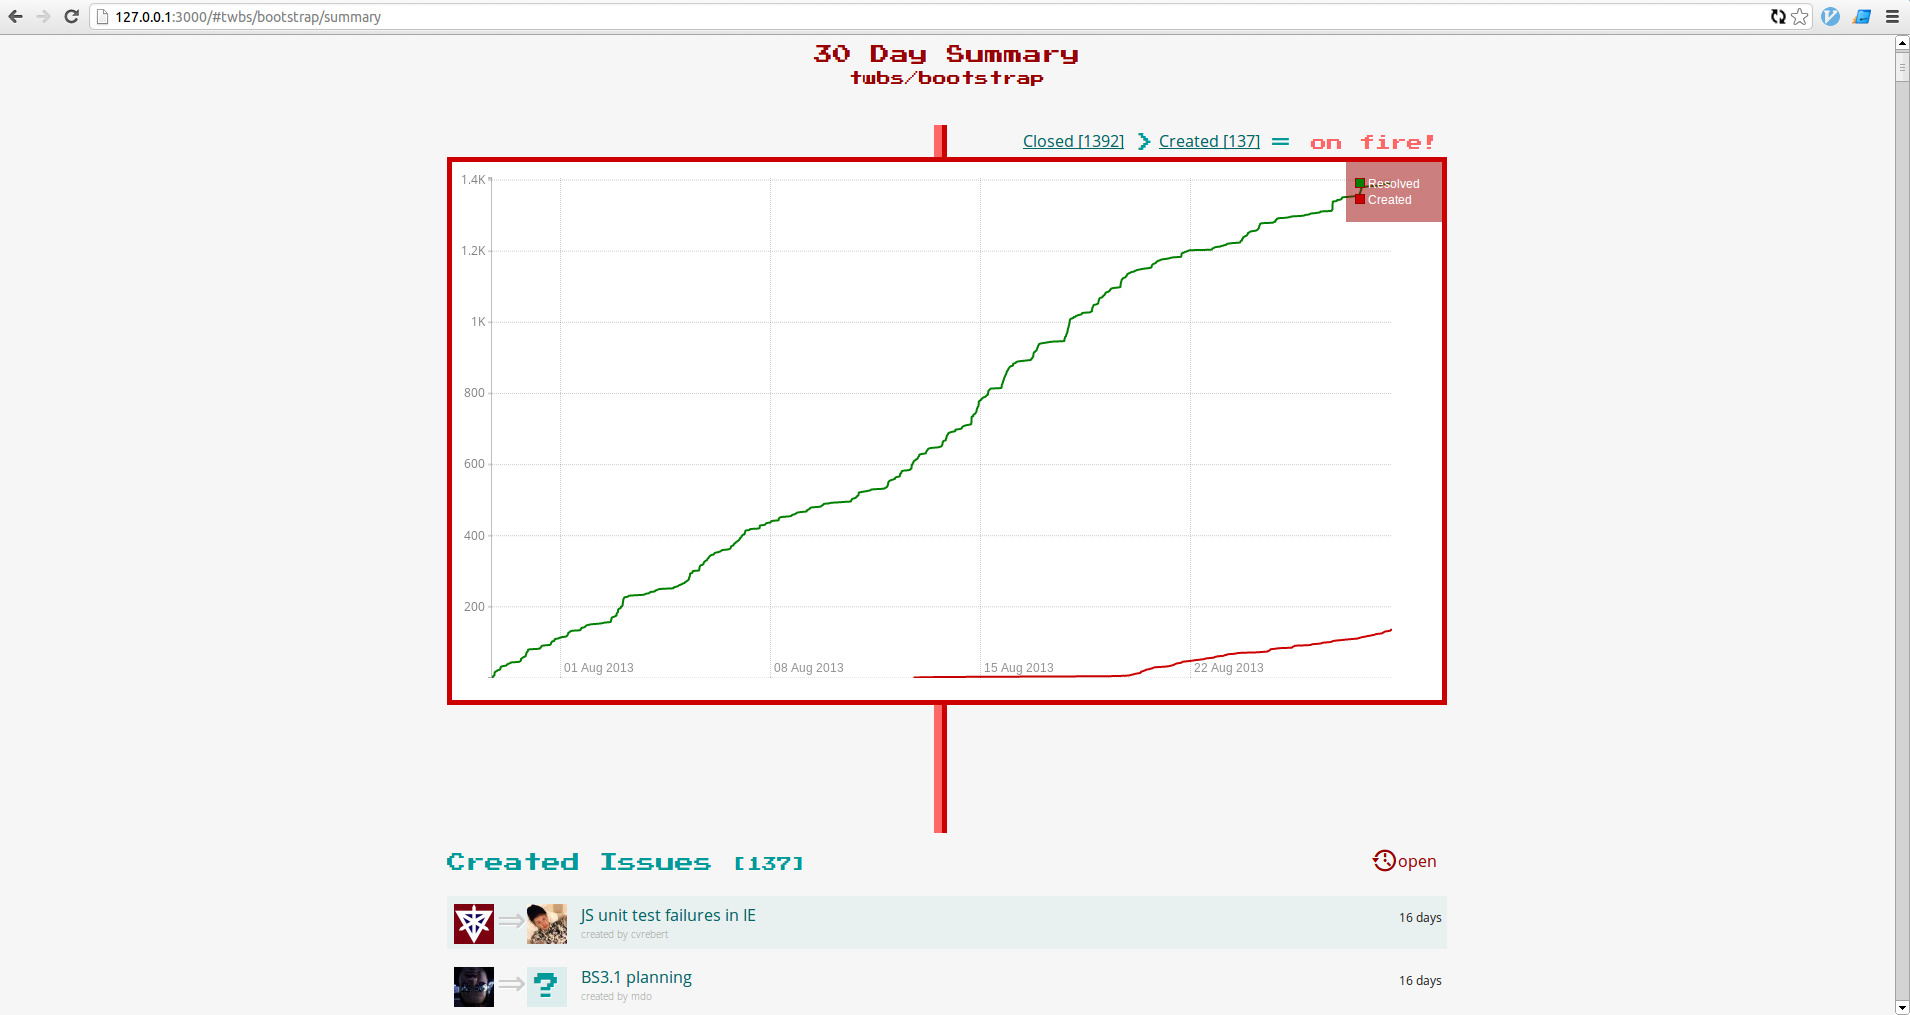 127.0.0.1:3000/#twbs/bootstrap/summary
30 Day Summary
twbs/bootstrap
Closed [1392] > Created [137] = on fire!
Resolved
Created
1.4K
1.2K
1K
800
600
400
200
01 Aug 2013 08 Aug 2013 15 Aug 2013 22 Aug 2013
Created Issues [137] open
JS unit test failures in IE 16 days
created by cvrebert
? BS3.1 planning 16 days
created by mdo